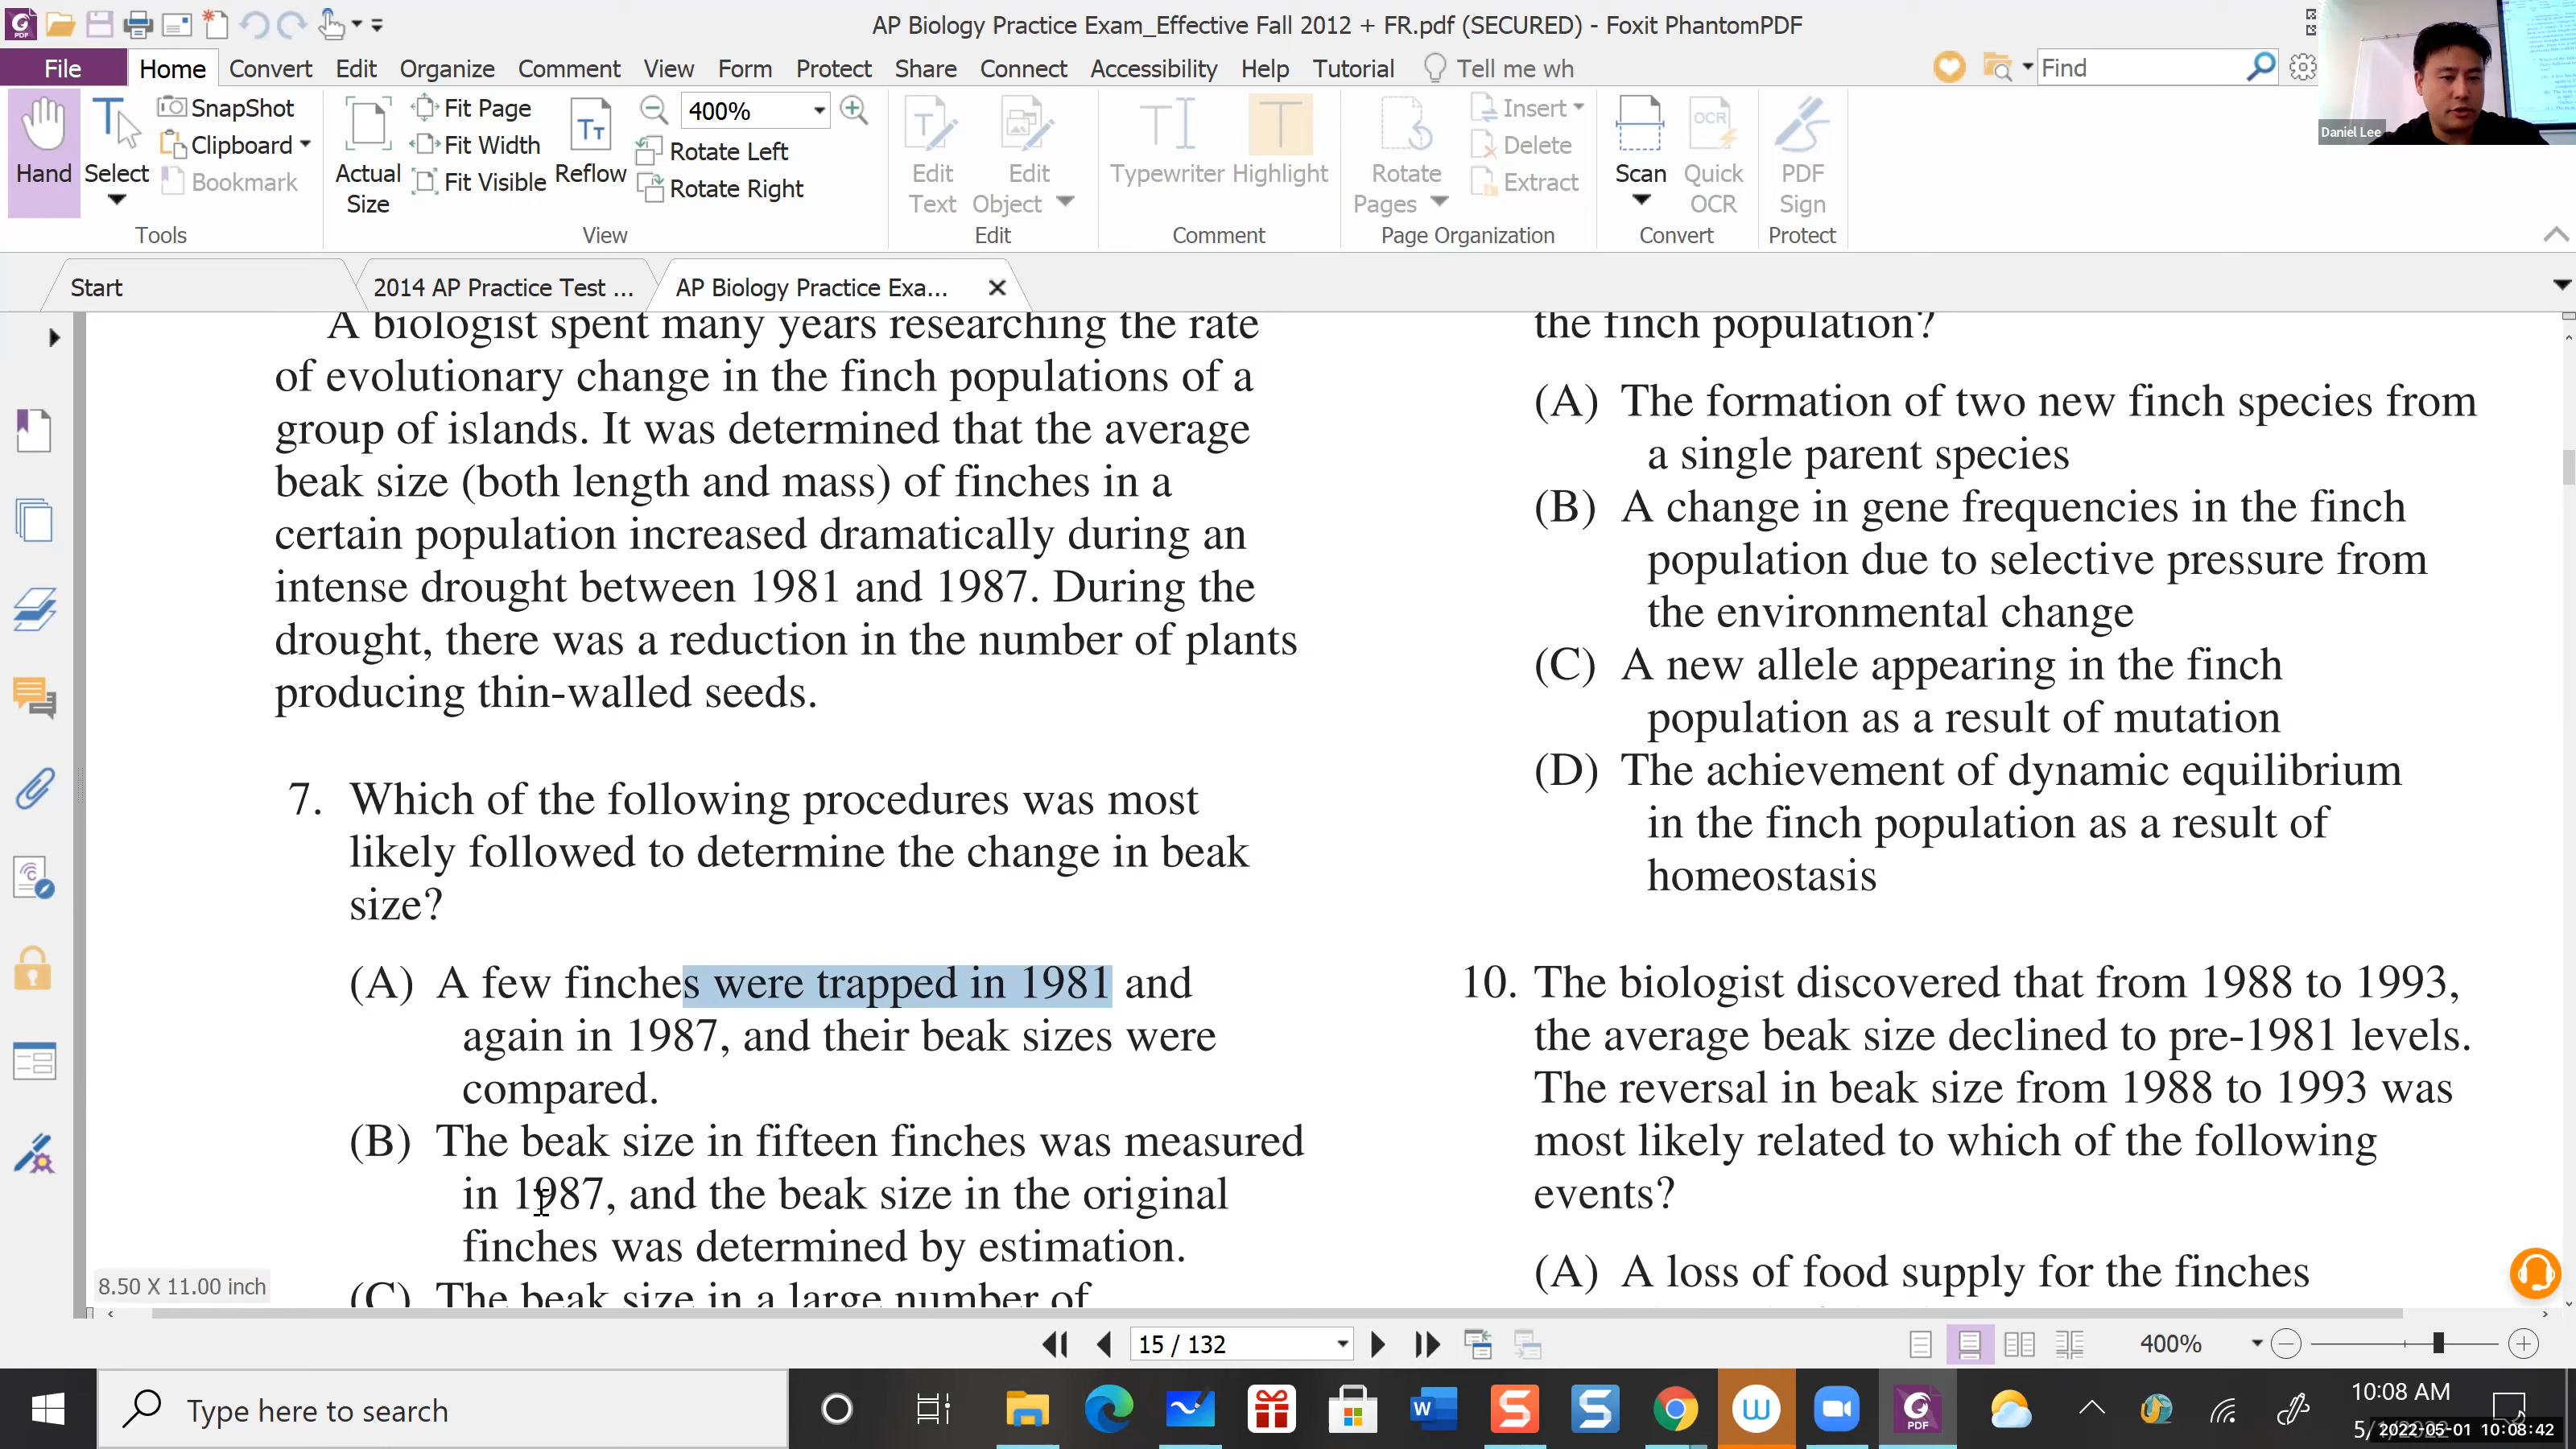 AP Biology Practice Exam_Effective Fall 2012 + FR.pdf (SECURED) - Foxit PhantomPDF
File Home Convert Edit Organize Comment View Form Protect Share Connect Accessibility Help Tutorial Tell me wh Find
Daniel Lee
Hand
Select
SnapShot
Clipboard
Bookmark
Tools
Actual Size
Fit Page
Fit Width
Fit Visible
Reflow
400%
Rotate Left
Rotate Right
View
Edit Text
Edit Object
Edit
Typewriter
Highlight
Comment
Rotate Pages
Insert
Delete
Extract
Page Organization
Scan
Quick OCR
Convert
PDF Sign
Protect
Start
2014 AP Practice Test ...
AP Biology Practice Exa...
A biologist spent many years researching the rate
of evolutionary change in the finch populations of a
group of islands. It was determined that the average
beak size (both length and mass) of finches in a
certain population increased dramatically during an
intense drought between 1981 and 1987. During the
drought, there was a reduction in the number of plants
producing thin-walled seeds.
7. Which of the following procedures was most
likely followed to determine the change in beak
size?
(A) A few finches were trapped in 1981 and
again in 1987, and their beak sizes were
compared.
(B) The beak size in fifteen finches was measured
in 1987, and the beak size in the original
finches was determined by estimation.
(C) The beak size in a large number of
the finch population?
(A) The formation of two new finch species from
a single parent species
(B) A change in gene frequencies in the finch
population due to selective pressure from
the environmental change
(C) A new allele appearing in the finch
population as a result of mutation
(D) The achievement of dynamic equilibrium
in the finch population as a result of
homeostasis
10. The biologist discovered that from 1988 to 1993,
the average beak size declined to pre-1981 levels.
The reversal in beak size from 1988 to 1993 was
most likely related to which of the following
events?
(A) A loss of food supply for the finches
8.50 X 11.00 inch
15 / 132
400%
Type here to search
10:08 AM
2022-05-01 10:08:42